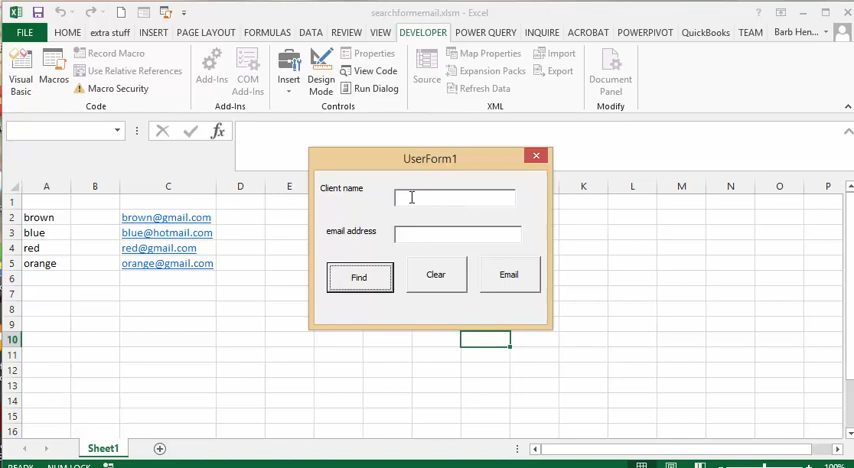 searchformemail.xlsm - Excel
FILE HOME extra stuff INSERT PAGE LAYOUT FORMULAS DATA REVIEW VIEW DEVELOPER POWER QUERY INQUIRE ACROBAT POWERPIVOT QuickBooks TEAM Barb Hen...
Visual Basic
Macros
Record Macro
Use Relative References
Macro Security
Code
Add-Ins
COM Add-Ins
Add-Ins
Insert
Design Mode
Properties
View Code
Run Dialog
Controls
Source
Map Properties
Expansion Packs
Refresh Data
Import
Export
XML
Document Panel
Modify
fx
UserForm1
Client name
email address
Find Clear Email
A B C D E K L M N O P
1
2 brown brown@gmail.com
3 blue blue@hotmail.com
4 red red@gmail.com
5 orange orange@gmail.com
6
7
8
9
10
11
12
13
14
15
16
Sheet1
READY NUM LOCK 100%